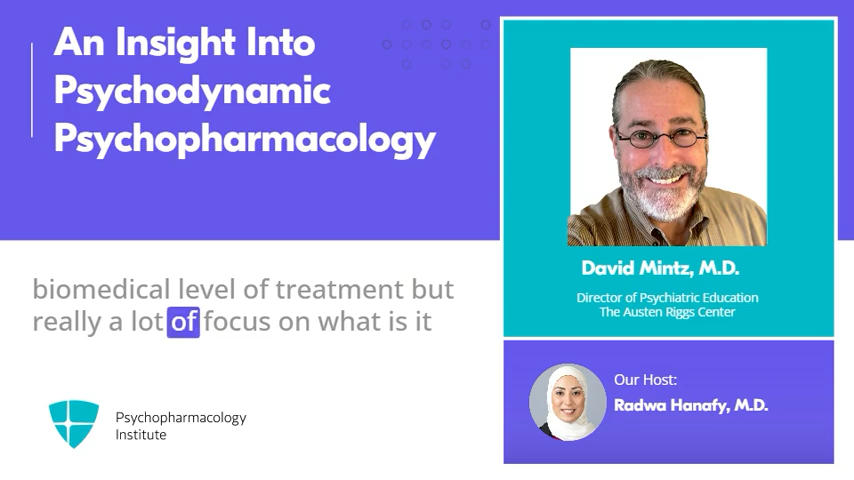 An Insight Into
Psychodynamic
Psychopharmacology
biomedical level of treatment but
really a lot of focus on what is it
Psychopharmacology
Institute
David Mintz, M.D.
Director of Psychiatric Education
The Austen Riggs Center
Our Host:
Radwa Hanafy, M.D.